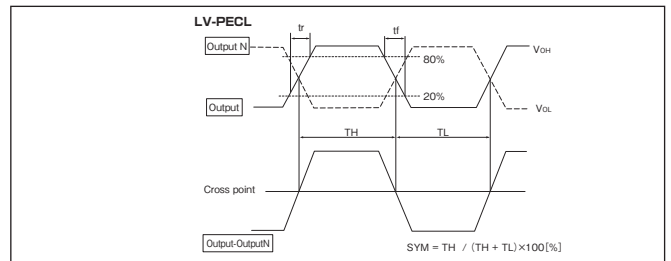 LV-PECL
tr
tf
Output N
VOH
80%
20%
Output
VOL
TH
TL
Cross point
Output-OutputN
SYM = TH / (TH + TL)×100[%]